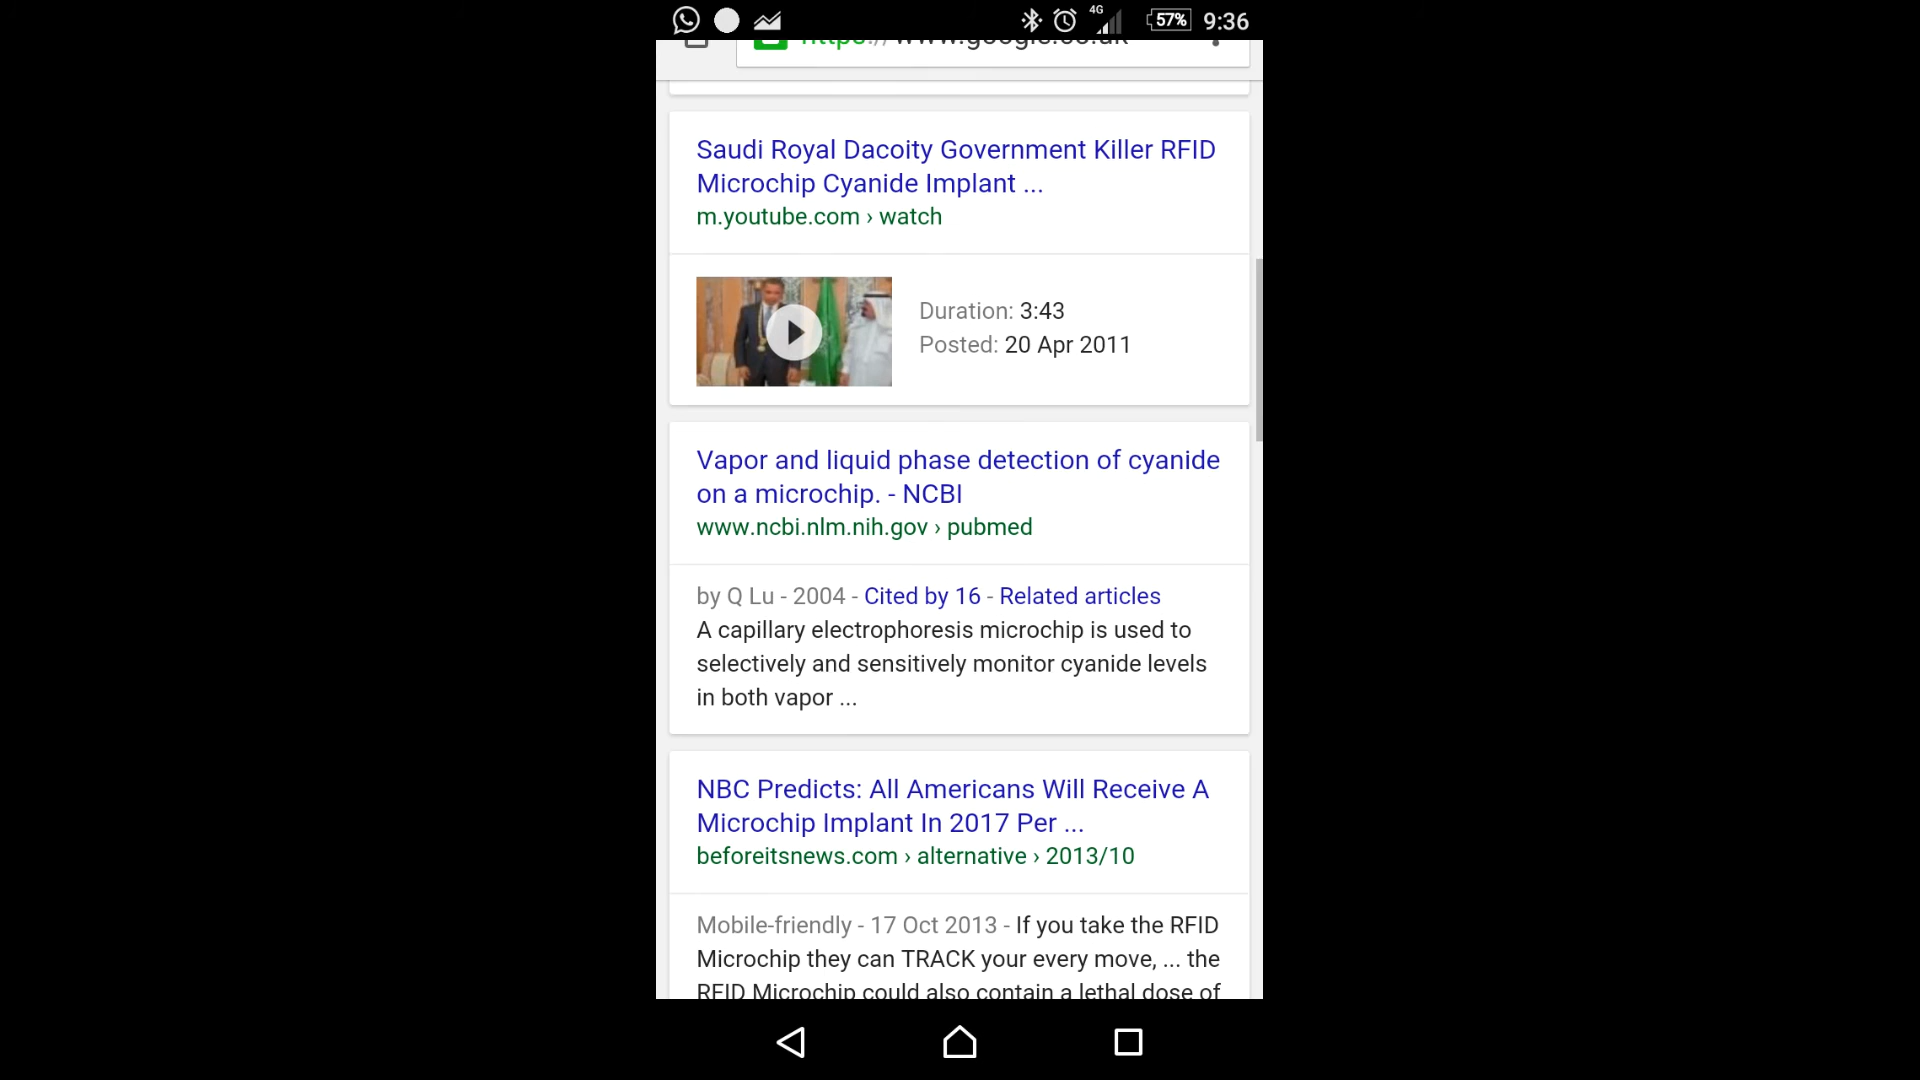 4G 57% 9:36
https://www.google.co.uk
Saudi Royal Dacoity Government Killer RFID
Microchip Cyanide Implant ...
m.youtube.com › watch
Duration: 3:43
Posted: 20 Apr 2011
Vapor and liquid phase detection of cyanide
on a microchip. - NCBI
www.ncbi.nlm.nih.gov › pubmed
by Q Lu - 2004 - Cited by 16 - Related articles
A capillary electrophoresis microchip is used to
selectively and sensitively monitor cyanide levels
in both vapor ...
NBC Predicts: All Americans Will Receive A
Microchip Implant In 2017 Per ...
beforeitsnews.com › alternative › 2013/10
Mobile-friendly - 17 Oct 2013 - If you take the RFID
Microchip they can TRACK your every move, ... the
RFID Microchip could also contain a lethal dose of